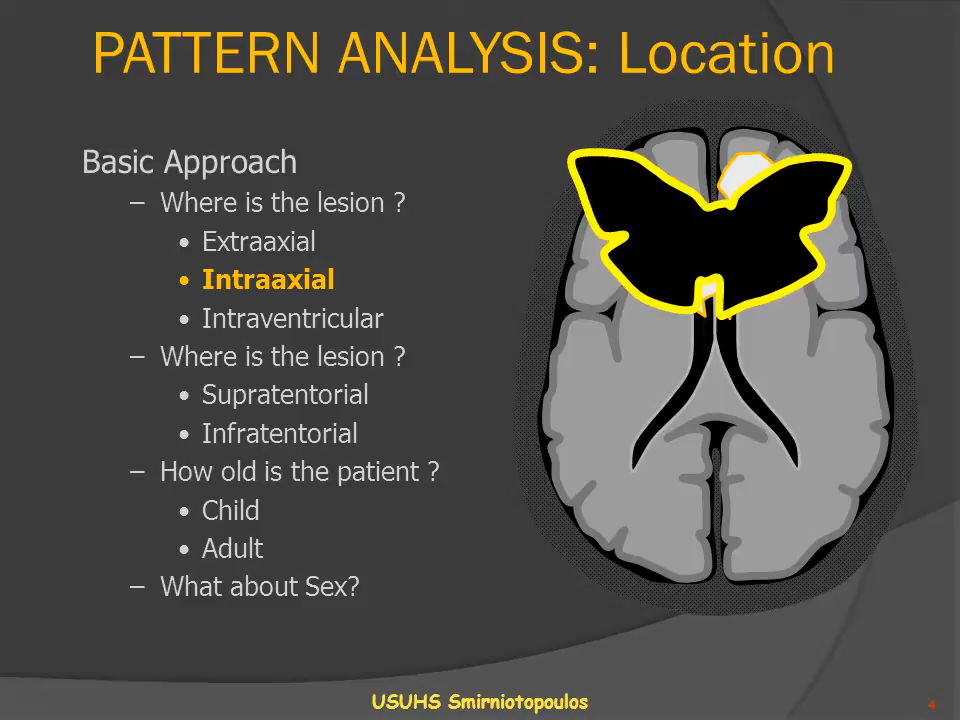 PATTERN ANALYSIS: Location
Basic Approach
– Where is the lesion ?
• Extraaxial
• Intraaxial
• Intraventricular
– Where is the lesion ?
• Supratentorial
• Infratentorial
– How old is the patient ?
• Child
• Adult
– What about Sex?
USUHS Smirniotopoulos
4